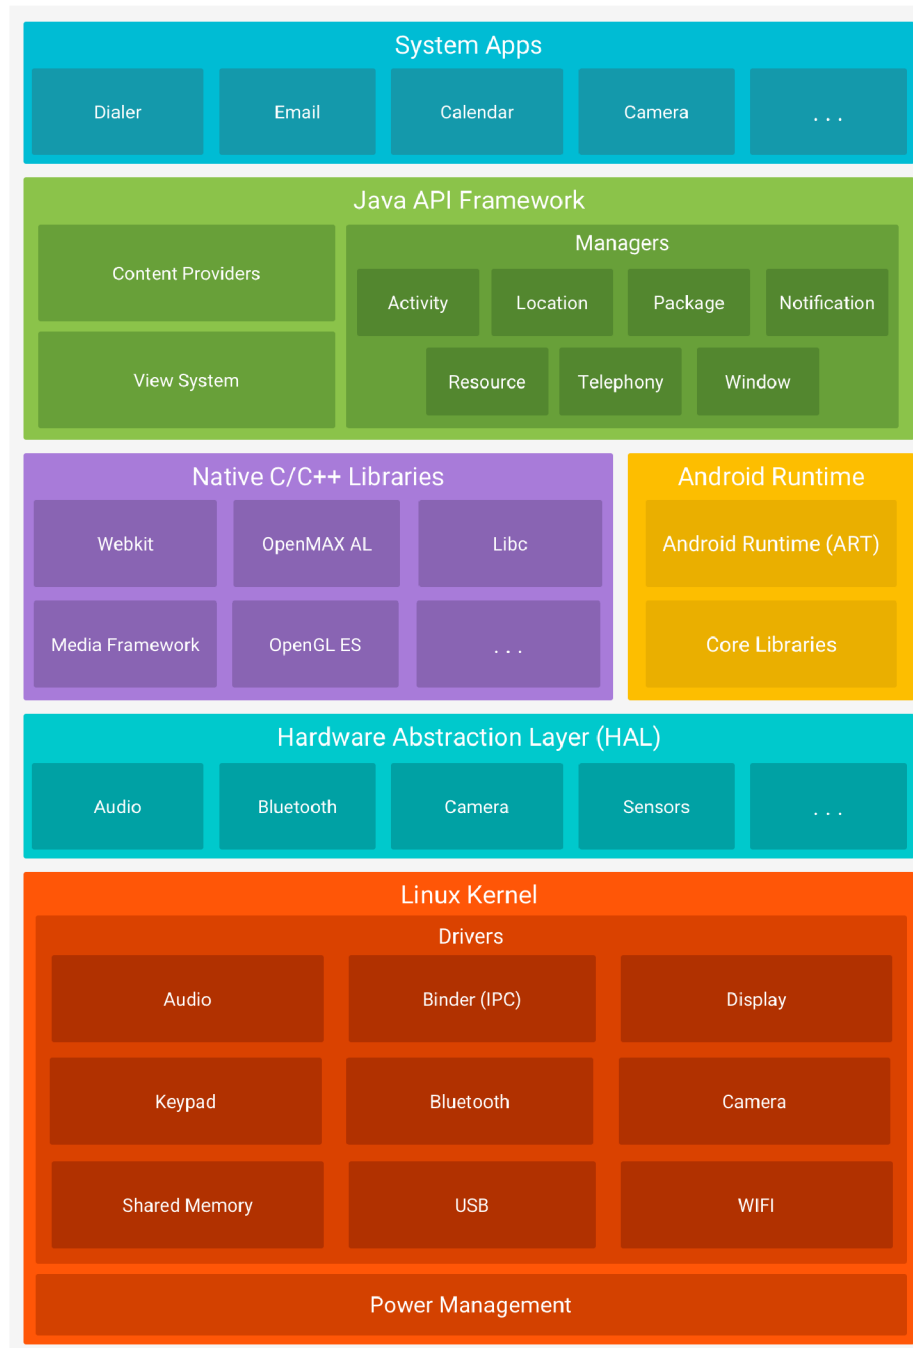 System Apps
Dialer
Email
Calendar
Camera
. . .
Java API Framework
Content Providers
View System
Managers
Activity
Location
Package
Notification
Resource
Telephony
Window
Native C/C++ Libraries
Webkit
OpenMAX AL
Libc
Media Framework
OpenGL ES
. . .
Android Runtime
Android Runtime (ART)
Core Libraries
Hardware Abstraction Layer (HAL)
Audio
Bluetooth
Camera
Sensors
. . .
Linux Kernel
Drivers
Audio
Binder (IPC)
Display
Keypad
Bluetooth
Camera
Shared Memory
USB
WIFI
Power Management